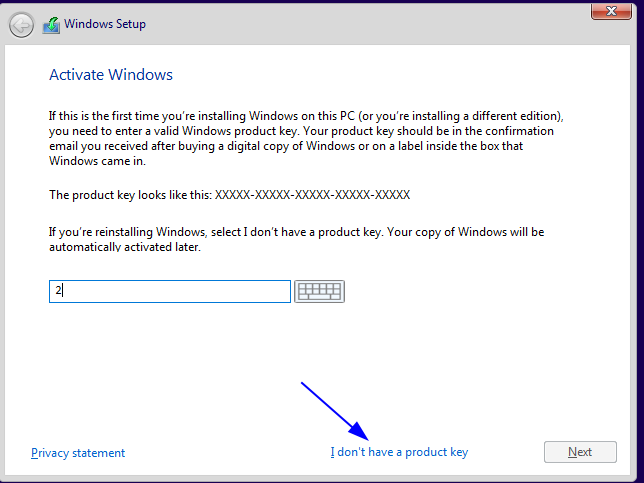 Windows Setup
Activate Windows
If this is the first time you're installing Windows on this PC (or you're installing a different edition),
you need to enter a valid Windows product key. Your product key should be in the confirmation
email you received after buying a digital copy of Windows or on a label inside the box that
Windows came in.
The product key looks like this: XXXXX-XXXXX-XXXXX-XXXXX-XXXXX
If you're reinstalling Windows, select I don't have a product key. Your copy of Windows will be
automatically activated later.
2
Privacy statement
I don't have a product key
Next